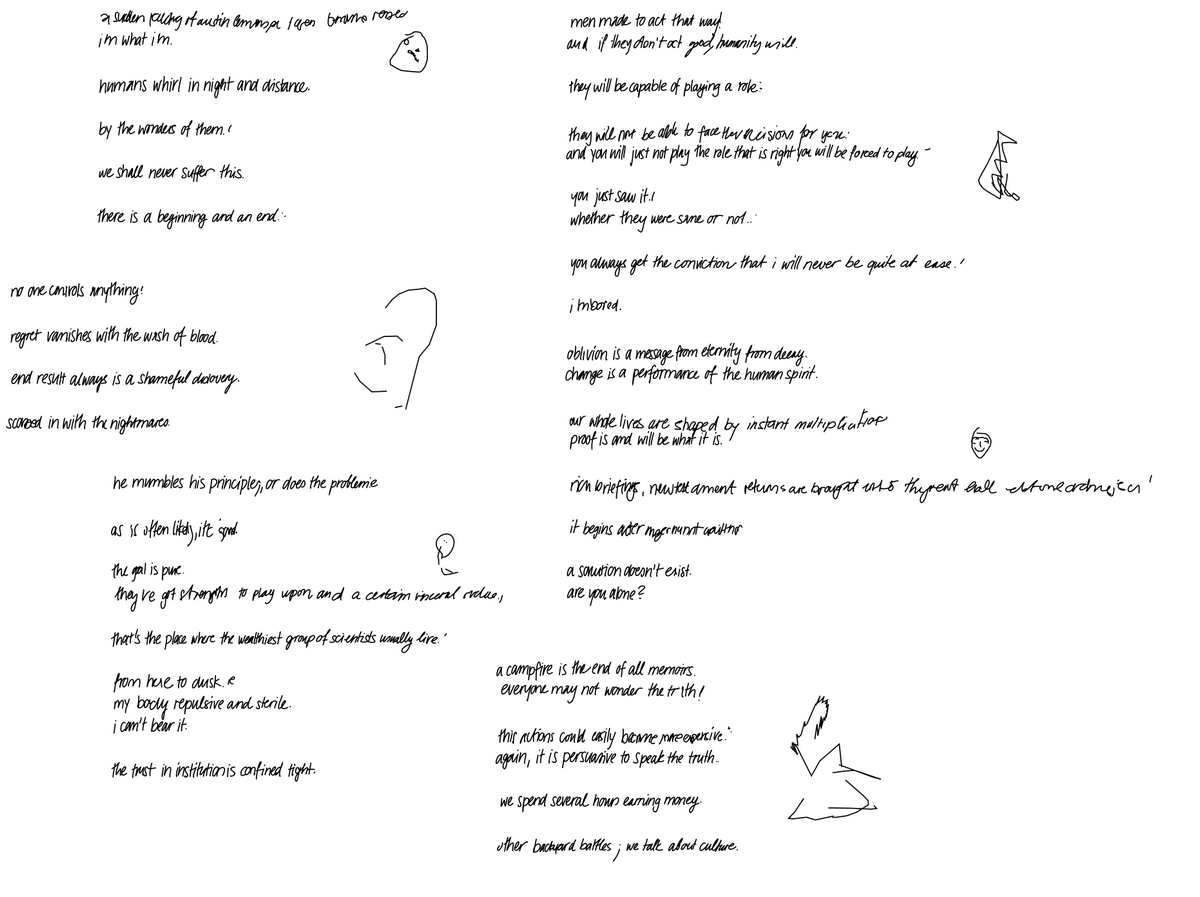 a sudden of austin
i'm what i'm.
humans whirl in night and distance.
by the wonders of them.!
we shall never suffer this.
there is a beginning and an end:.
no one controls anything!
regret vanishes with the wash of blood.
end result always is a shameful discovery.
in with the nightmares.
he mumbles his principles, or does the
as is often likely, it's good.
the goal is pure.
they've got strength to play upon and a certain visceral
that's the place where the wealthiest group of scientists usually live.'
from here to dusk.
my body repulsive and sterile.
i can't bear it.
the trust in institution is confined tight.
men made to act that way!
and if they don't act good, humanity will.
they will be capable of playing a role:
they will not be able to face the decisions for you:
and you will just not play the role that is right you will be forced to play. -
you just saw it.!
whether they were sane or not..
you always get the conviction that i will never be quite at ease.!
i'm bored.
oblivion is a message from eternity from decay.
change is a performance of the human spirit.
our whole lives are shaped by instant multiplication
proof is and will be what it is.
rich briefings, new testament returns are brought into the great hall
it begins after
a solution doesn't exist.
are you alone?
a campfire is the end of all memoirs.
everyone may not wonder the truth!
this actions could easily become more expensive.:
again, it is persuasive to speak the truth..
we spend several hours earning money.
other backyard battles ; we talk about culture.